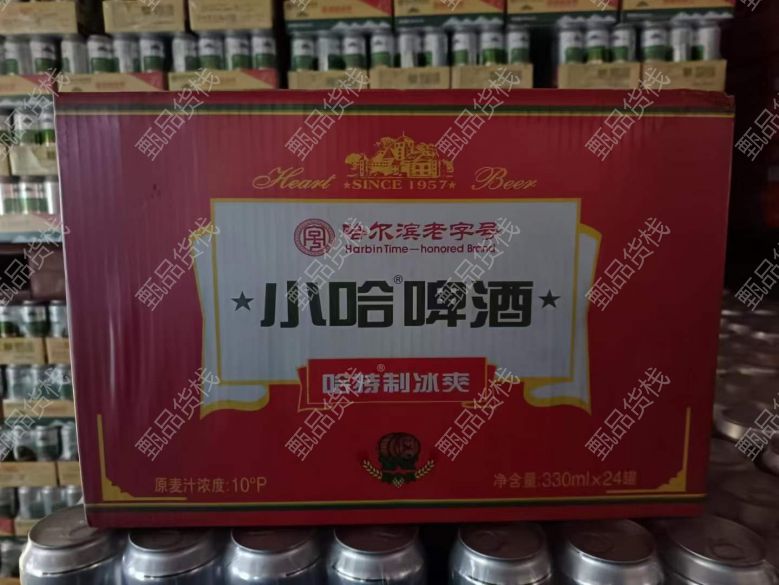 Heart ★SINCE 1957★ Beer
哈尔滨老字号
Harbin Time—honored Brand
★小哈®啤酒★
哈特®制冰爽
原麦汁浓度:10°P
净含量:330ml×24罐
甄品货栈